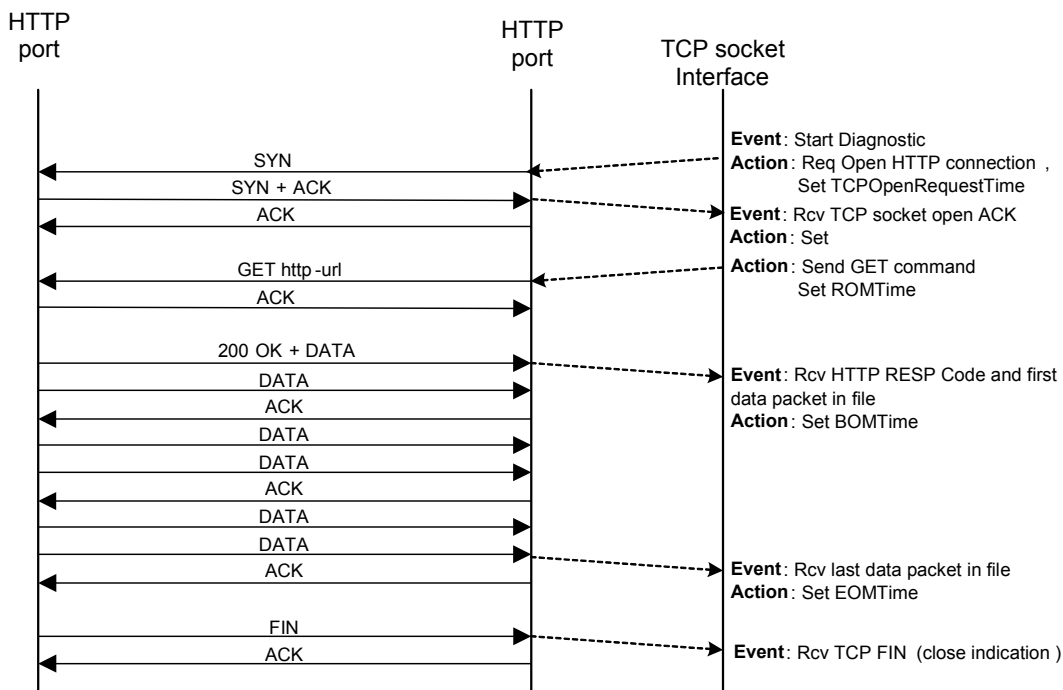 HTTP
port
HTTP
port
TCP socket
Interface
Event: Start Diagnostic
Action: Req Open HTTP connection ,
Set TCPOpenRequestTime
SYN
SYN + ACK
ACK
Event: Rcv TCP socket open ACK
Action: Set
GET http -url
Action: Send GET command
Set ROMTime
ACK
200 OK + DATA
DATA
Event: Rcv HTTP RESP Code and first
data packet in file
Action: Set BOMTime
ACK
DATA
DATA
ACK
DATA
DATA
ACK
Event: Rcv last data packet in file
Action: Set EOMTime
FIN
ACK
Event: Rcv TCP FIN (close indication )